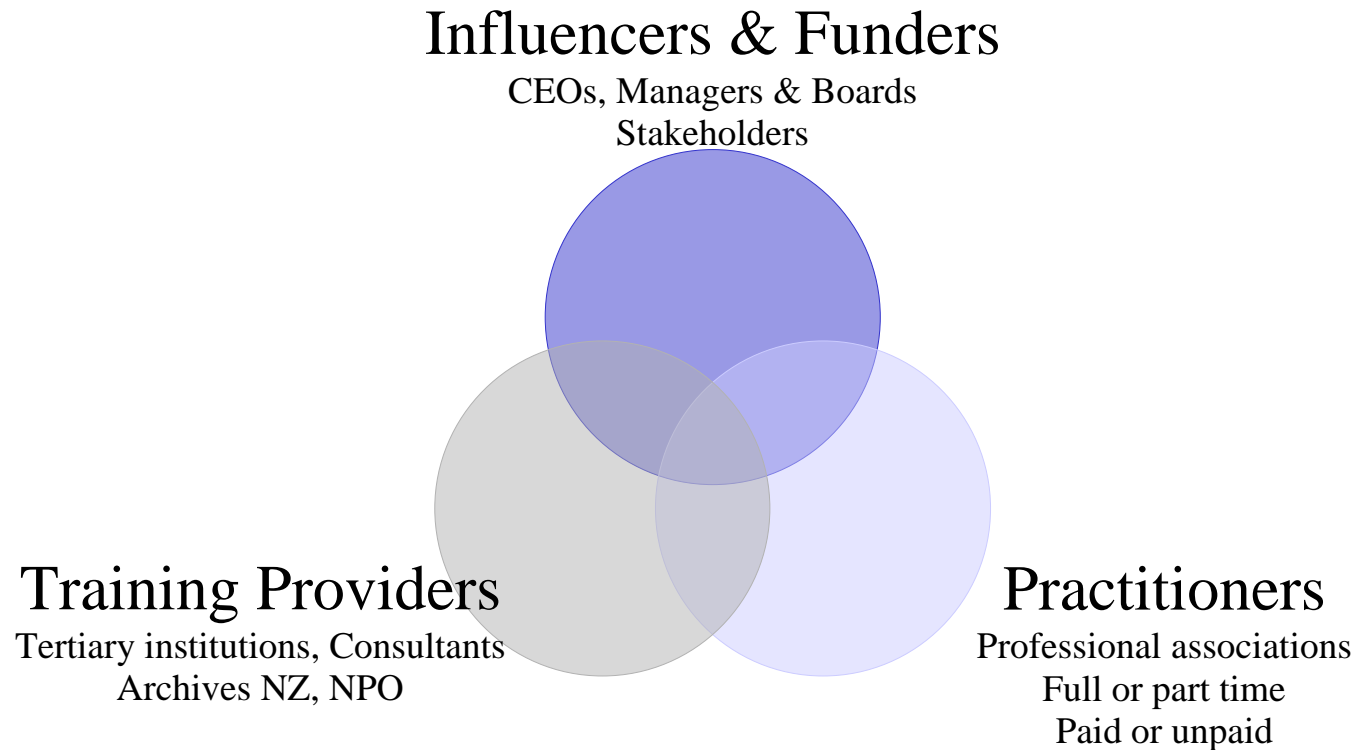 Influencers & Funders
CEOs, Managers & Boards
Stakeholders
Training Providers
Tertiary institutions, Consultants
Archives NZ, NPO
Practitioners
Professional associations
Full or part time
Paid or unpaid